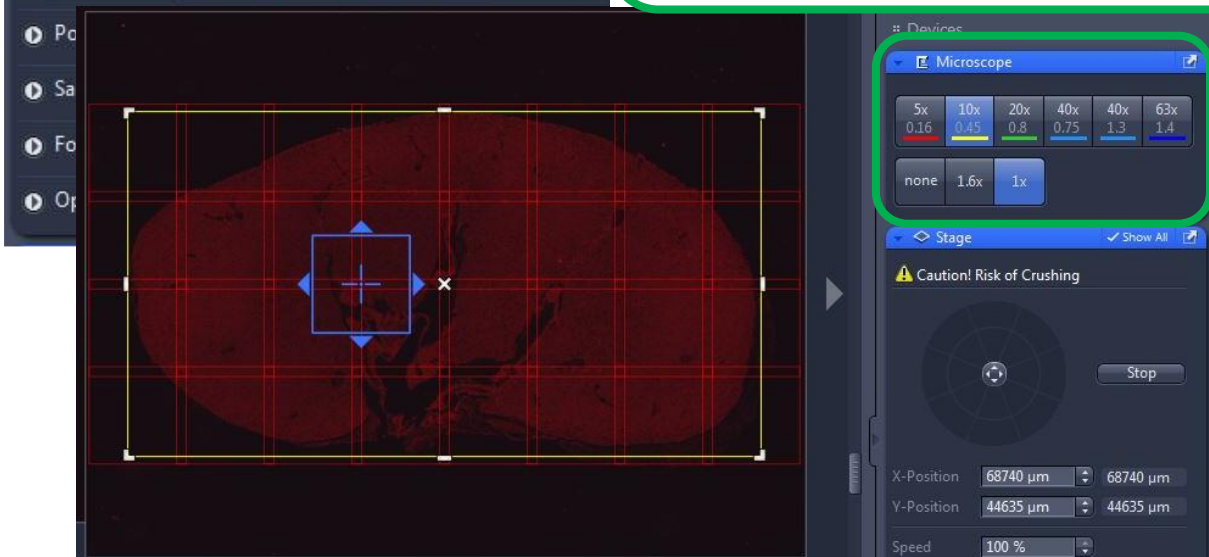 Po
Sa
Fo
Op
Devices
Microscope
5x 10x 20x 40x 40x 63x
0.16 0.45 0.8 0.75 1.3 1.4
none 1.6x 1x
Stage
Show All
Caution! Risk of Crushing
Stop
X-Position 68740 µm 68740 µm
Y-Position 44635 µm 44635 µm
Speed 100 %